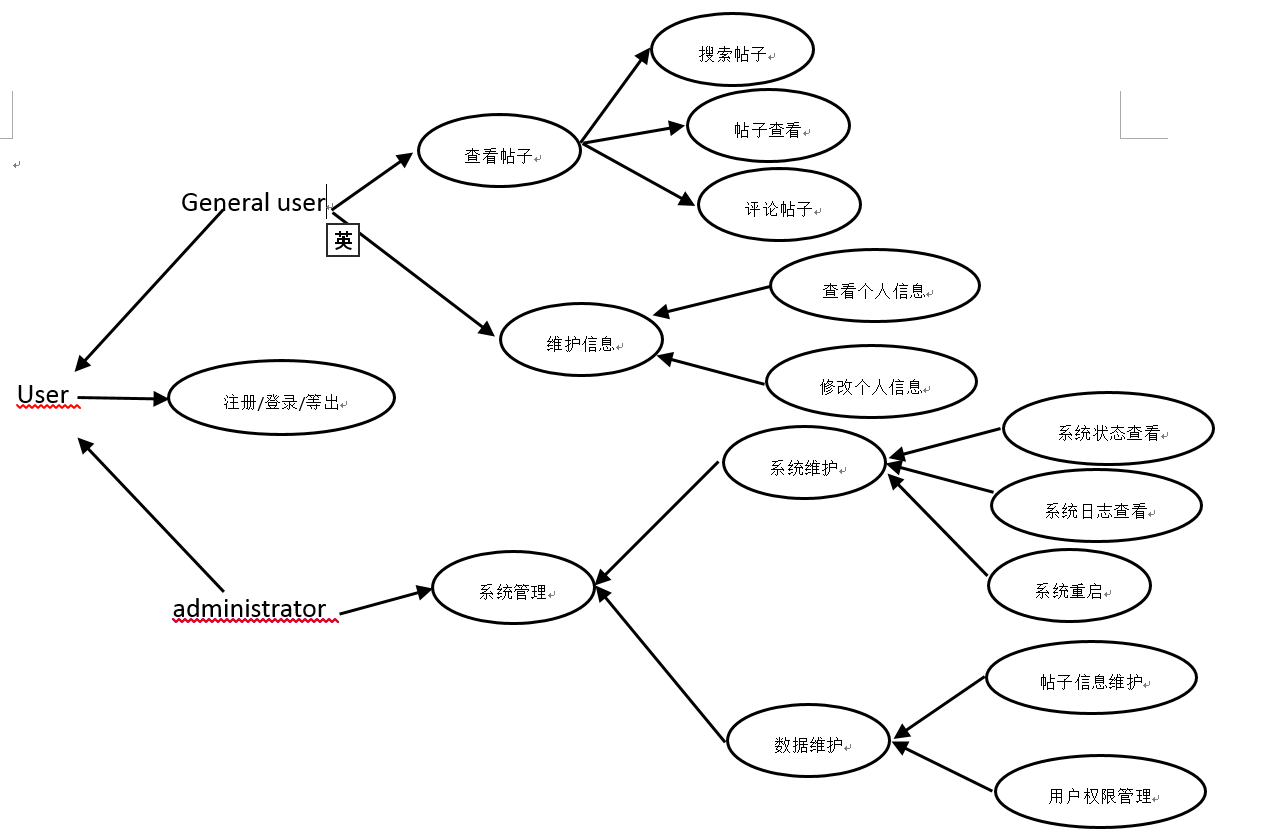 搜索帖子
帖子查看
查看帖子
评论帖子
General user
英
查看个人信息
维护信息
修改个人信息
User
注册/登录/等出
系统状态查看
系统维护
系统日志查看
系统重启
系统管理
administrator
帖子信息维护
数据维护
用户权限管理